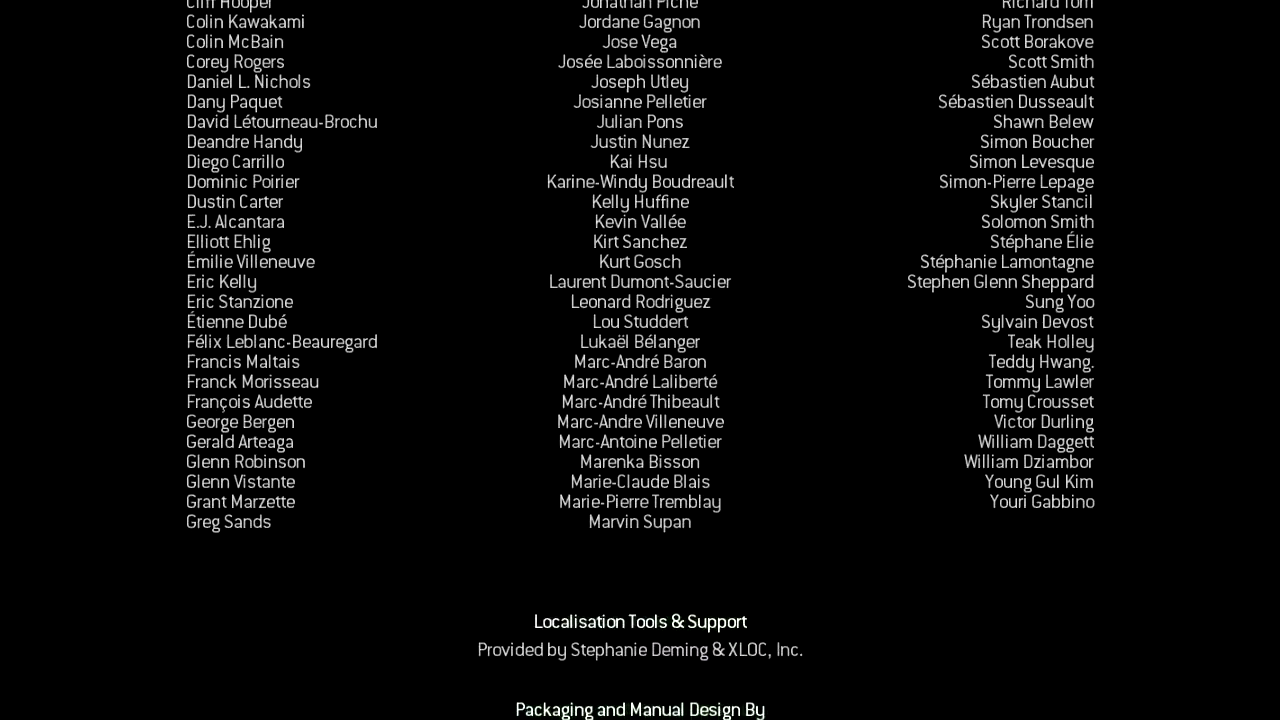 Cliff Hooper
Colin Kawakami
Colin McBain
Corey Rogers
Daniel L. Nichols
Dany Paquet
David Létourneau-Brochu
Deandre Handy
Diego Carrillo
Dominic Poirier
Dustin Carter
E.J. Alcantara
Elliott Ehlig
Émilie Villeneuve
Eric Kelly
Eric Stanzione
Étienne Dubé
Félix Leblanc-Beauregard
Francis Maltais
Franck Morisseau
François Audette
George Bergen
Gerald Arteaga
Glenn Robinson
Glenn Vistante
Grant Marzette
Greg Sands
Jonathan Piché
Jordane Gagnon
Jose Vega
Josée Laboissonnière
Joseph Utley
Josianne Pelletier
Julian Pons
Justin Nunez
Kai Hsu
Karine-Windy Boudreault
Kelly Huffine
Kevin Vallée
Kirt Sanchez
Kurt Gosch
Laurent Dumont-Saucier
Leonard Rodriguez
Lou Studdert
Lukaël Bélanger
Marc-André Baron
Marc-André Laliberté
Marc-André Thibeault
Marc-Andre Villeneuve
Marc-Antoine Pelletier
Marenka Bisson
Marie-Claude Blais
Marie-Pierre Tremblay
Marvin Supan
Richard Tom
Ryan Trondsen
Scott Borakove
Scott Smith
Sébastien Aubut
Sébastien Dusseault
Shawn Belew
Simon Boucher
Simon Levesque
Simon-Pierre Lepage
Skyler Stancil
Solomon Smith
Stéphane Élie
Stéphanie Lamontagne
Stephen Glenn Sheppard
Sung Yoo
Sylvain Devost
Teak Holley
Teddy Hwang.
Tommy Lawler
Tomy Crousset
Victor Durling
William Daggett
William Dziambor
Young Gul Kim
Youri Gabbino
Localisation Tools & Support
Provided by Stephanie Deming & XLOC, Inc.
Packaging and Manual Design By